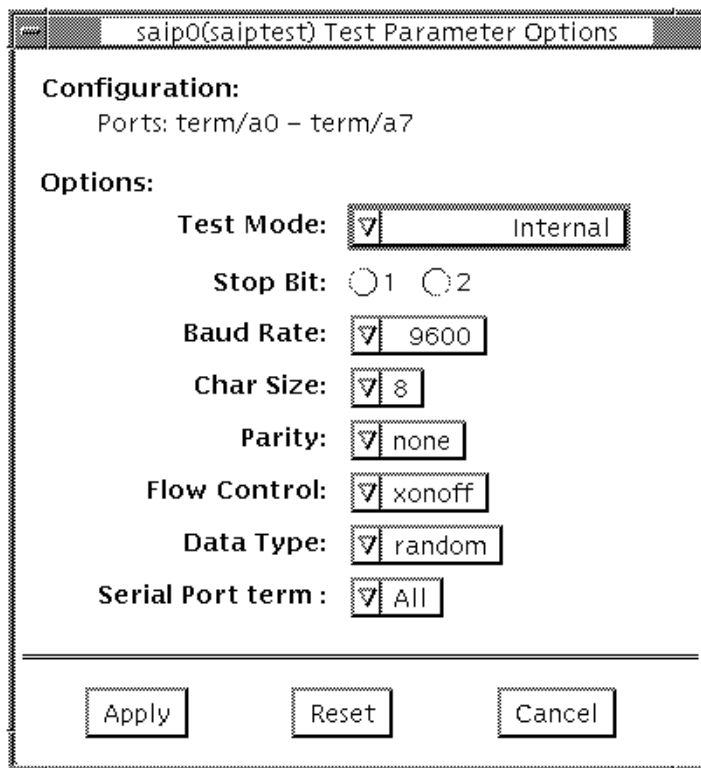 saip0(saiptest) Test Parameter Options
Configuration:
Ports: term/a0 – term/a7
Options:
Test Mode: Internal
Stop Bit: 1 2
Baud Rate: 9600
Char Size: 8
Parity: none
Flow Control: xonoff
Data Type: random
Serial Port term : All
Apply Reset Cancel